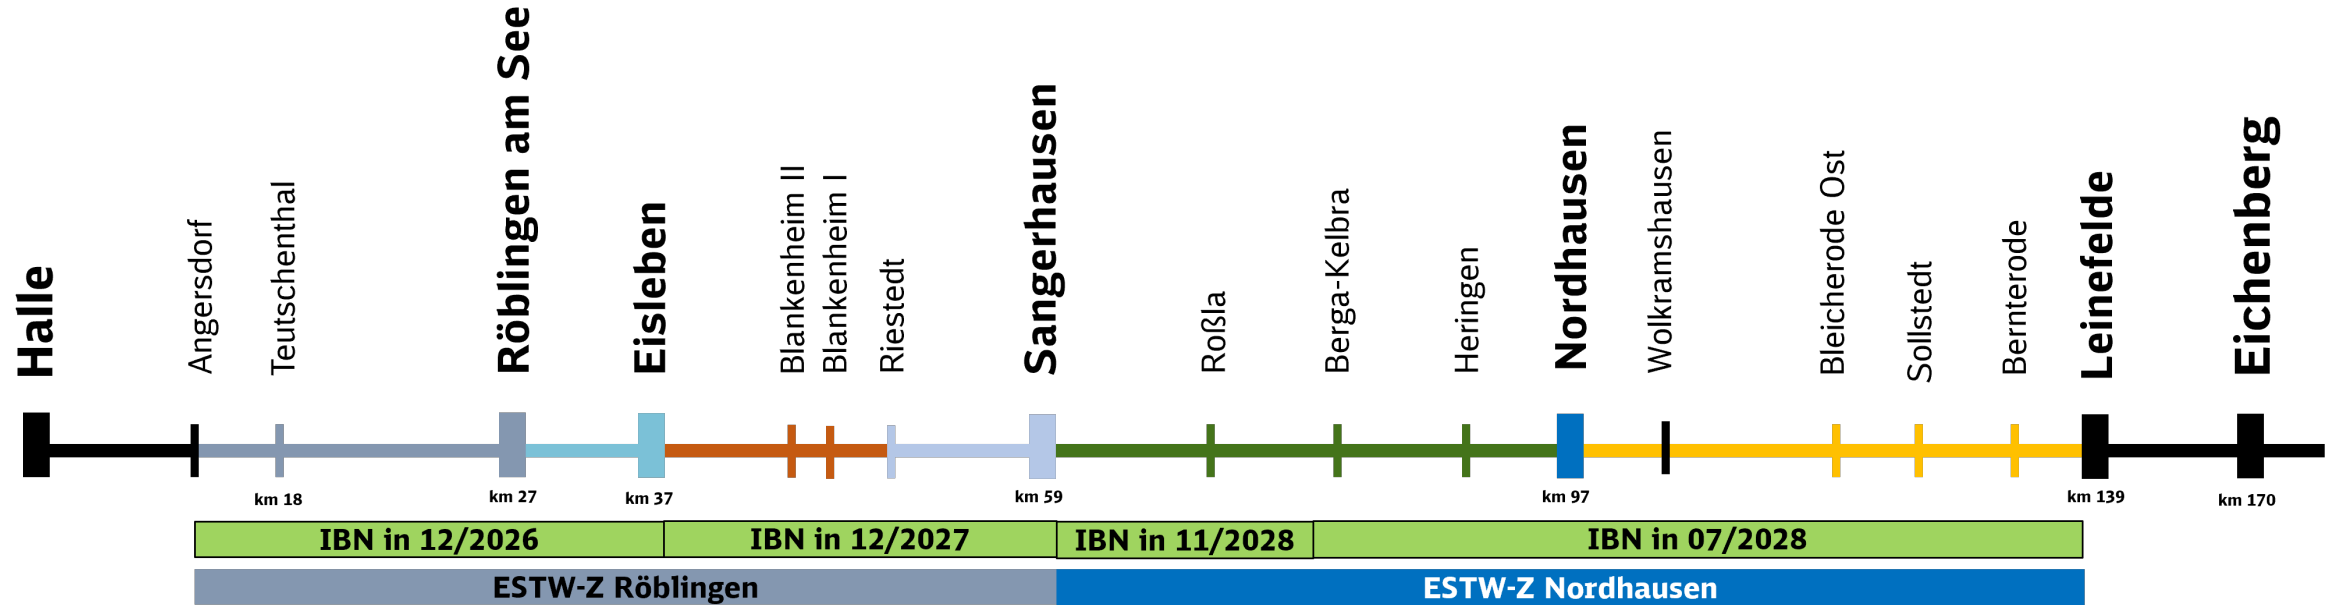 Halle
Angersdorf
Teutschenthal
Röblingen am See
Eisleben
Blankenheim II
Blankenheim I
Riestedt
Sangerhausen
Roßla
Berga-Kelbra
Heringen
Nordhausen
Wolkramshausen
Bleicherode Ost
Sollstedt
Bernterode
Leinefelde
Eichenberg
km 18
km 27
km 37
km 59
km 97
km 139
km 170
IBN in 12/2026
IBN in 12/2027
IBN in 11/2028
IBN in 07/2028
ESTW-Z Röblingen
ESTW-Z Nordhausen